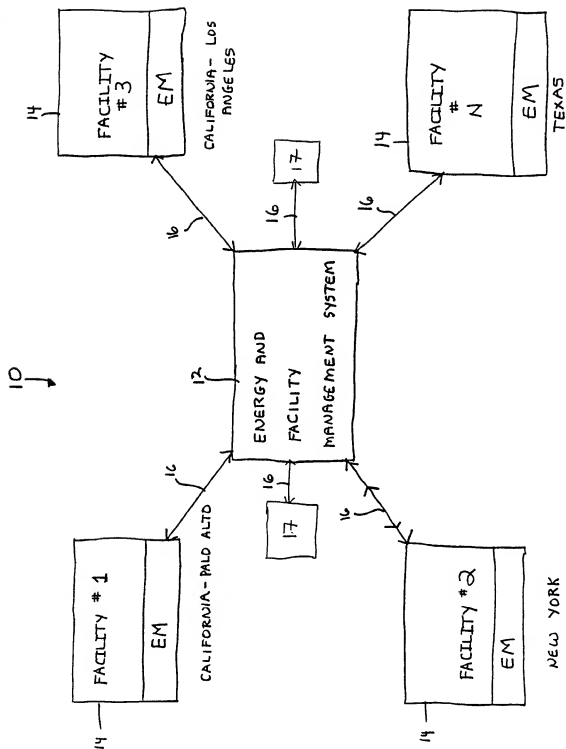 10
14
FACILITY #1
EM
CALIFORNIA-PALO ALTO
14
FACILITY
#3
EM
CALIFORNIA- LOS
ANGELES
16
16
12
ENERGY AND
FACILITY
MANAGEMENT SYSTEM
16
17
16
17
16
16
14
FACILITY #2
EM
NEW YORK
14
FACILITY
#
N
EM
TEXAS